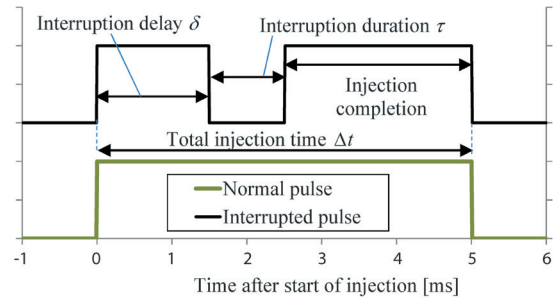 Interruption delay δ
Interruption duration τ
Injection
completion
Total injection time Δt
Normal pulse
Interrupted pulse
-1 0 1 2 3 4 5 6
Time after start of injection [ms]